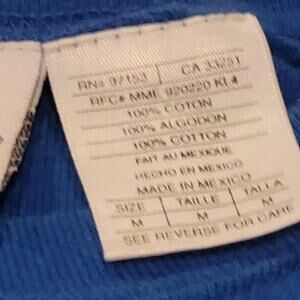 RN# 97153 CA 33251
RFC# MME 920220 KL4
100% COTON
100% ALGODON
100% COTTON
FAIT AU MEXIQUE
HECHO EN MEXICO
MADE IN MEXICO
SIZE TAILLE TALLA
M M M
SEE REVERSE FOR CARE